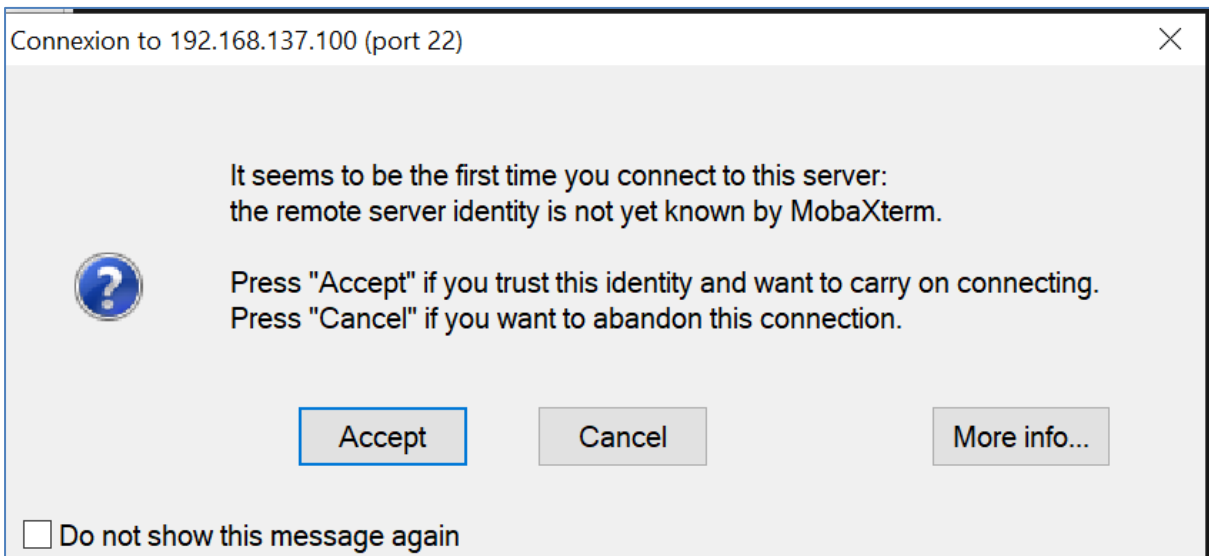 Connexion to 192.168.137.100 (port 22)
It seems to be the first time you connect to this server:
the remote server identity is not yet known by MobaXterm.
Press "Accept" if you trust this identity and want to carry on connecting.
Press "Cancel" if you want to abandon this connection.
Accept Cancel More info...
Do not show this message again